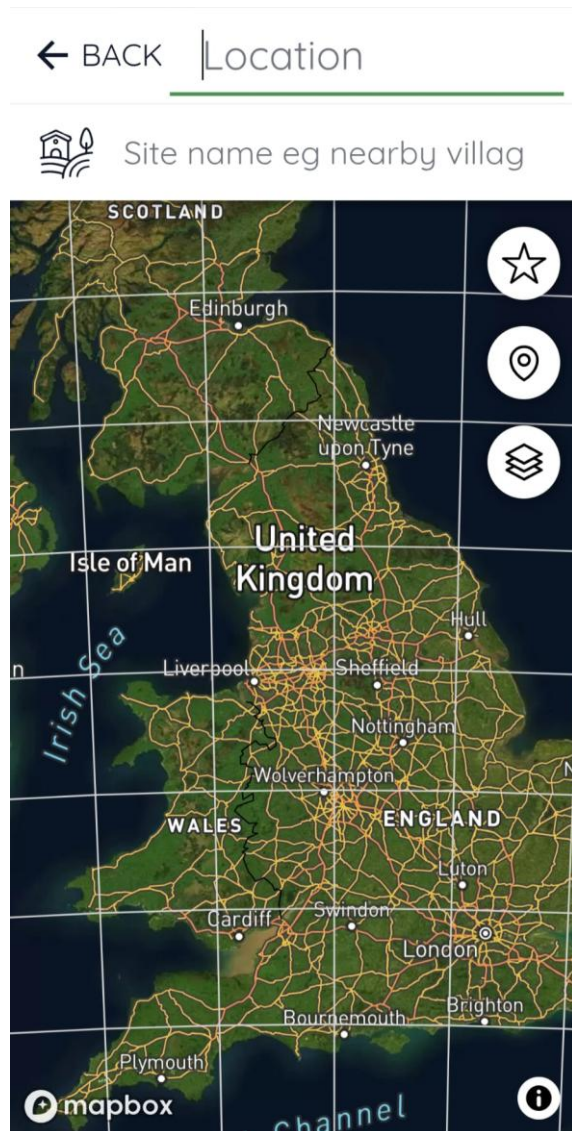 BACK Location
Site name eg nearby villag
SCOTLAND
Edinburgh
Newcastle
upon Tyne
United
Kingdom
Isle of Man
Hull
Irish Sea
n
Liverpool
Sheffield
Nottingham
N
Wolverhampton
WALES
ENGLAND
Luton
Cardiff
Swindon
London
Brighton
Bournemouth
Plymouth
mapbox
Channel